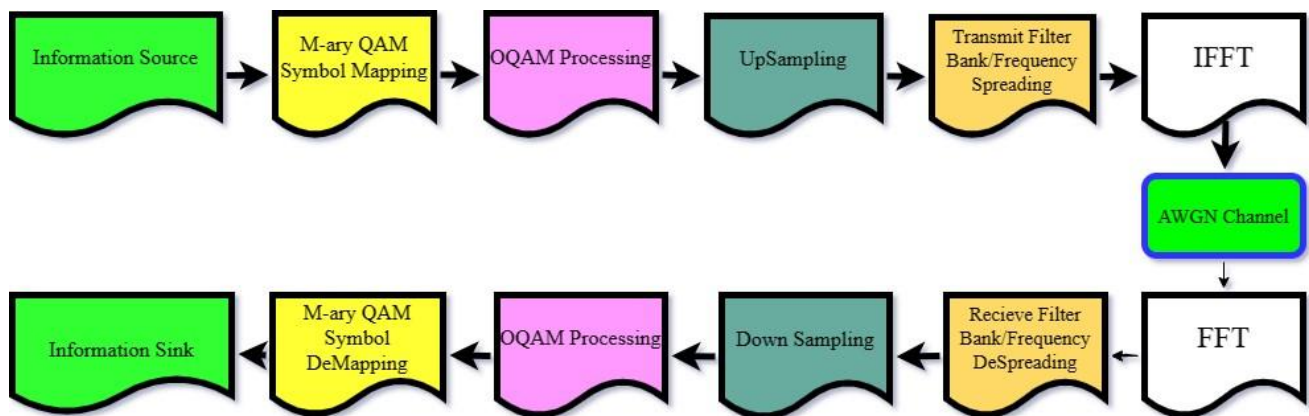 Information Source
M-ary QAM
Symbol Mapping
OQAM Processing
UpSampling
Transmit Filter
Bank/Frequency
Spreading
IFFT
AWGN Channel
Information Sink
M-ary QAM
Symbol
DeMapping
OQAM Processing
Down Sampling
Recieve Filter
Bank/Frequency
DeSpreading
FFT